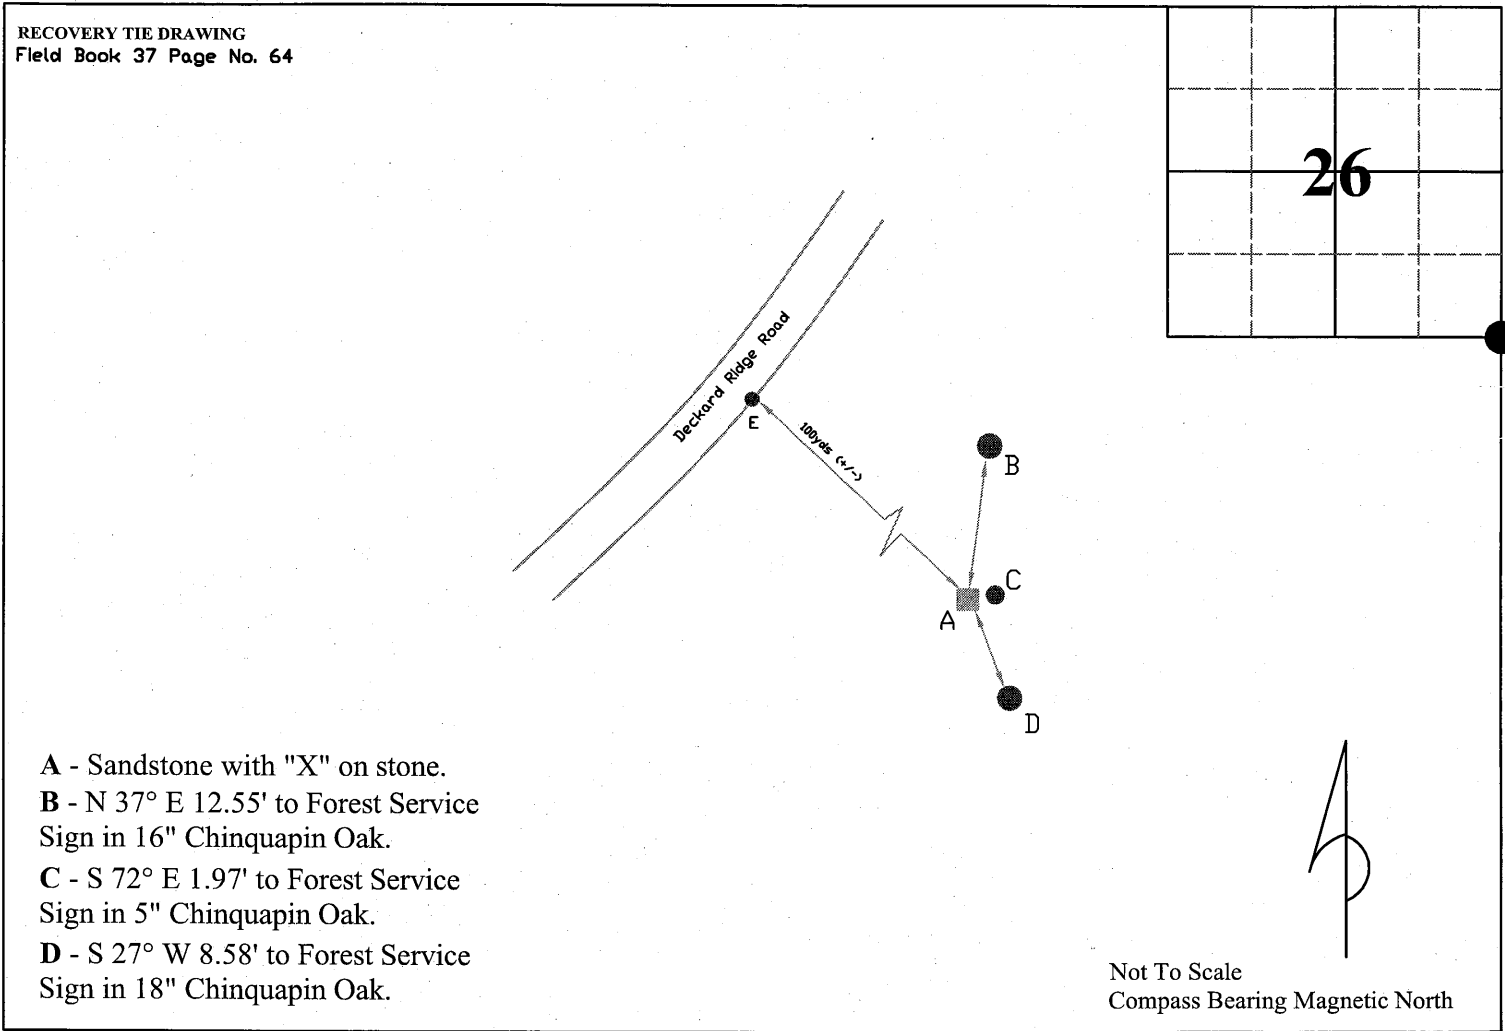 RECOVERY TIE DRAWING
Field Book 37 Page No. 64
26
Deckard Ridge Road
E
100yds (+/-)
B
C
A
D
A - Sandstone with "X" on stone.
B - N 37° E 12.55' to Forest Service
Sign in 16" Chinquapin Oak.
C - S 72° E 1.97' to Forest Service
Sign in 5" Chinquapin Oak.
D - S 27° W 8.58' to Forest Service
Sign in 18" Chinquapin Oak.
Not To Scale
Compass Bearing Magnetic North